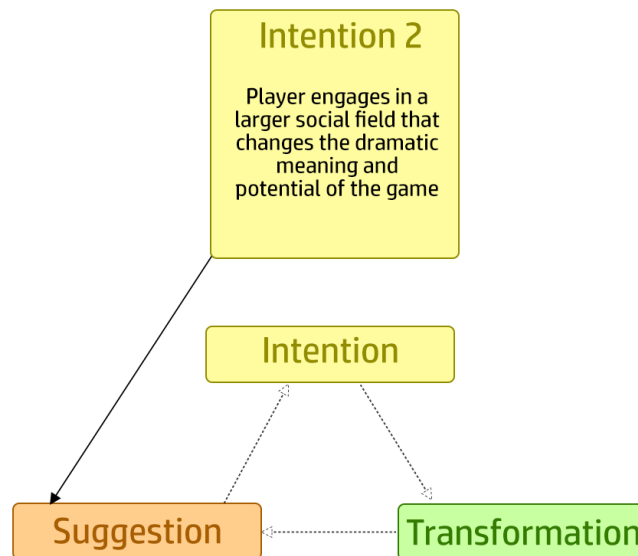 Intention 2
Player engages in a
larger social field that
changes the dramatic
meaning and
potential of the game
Intention
Suggestion
Transformation